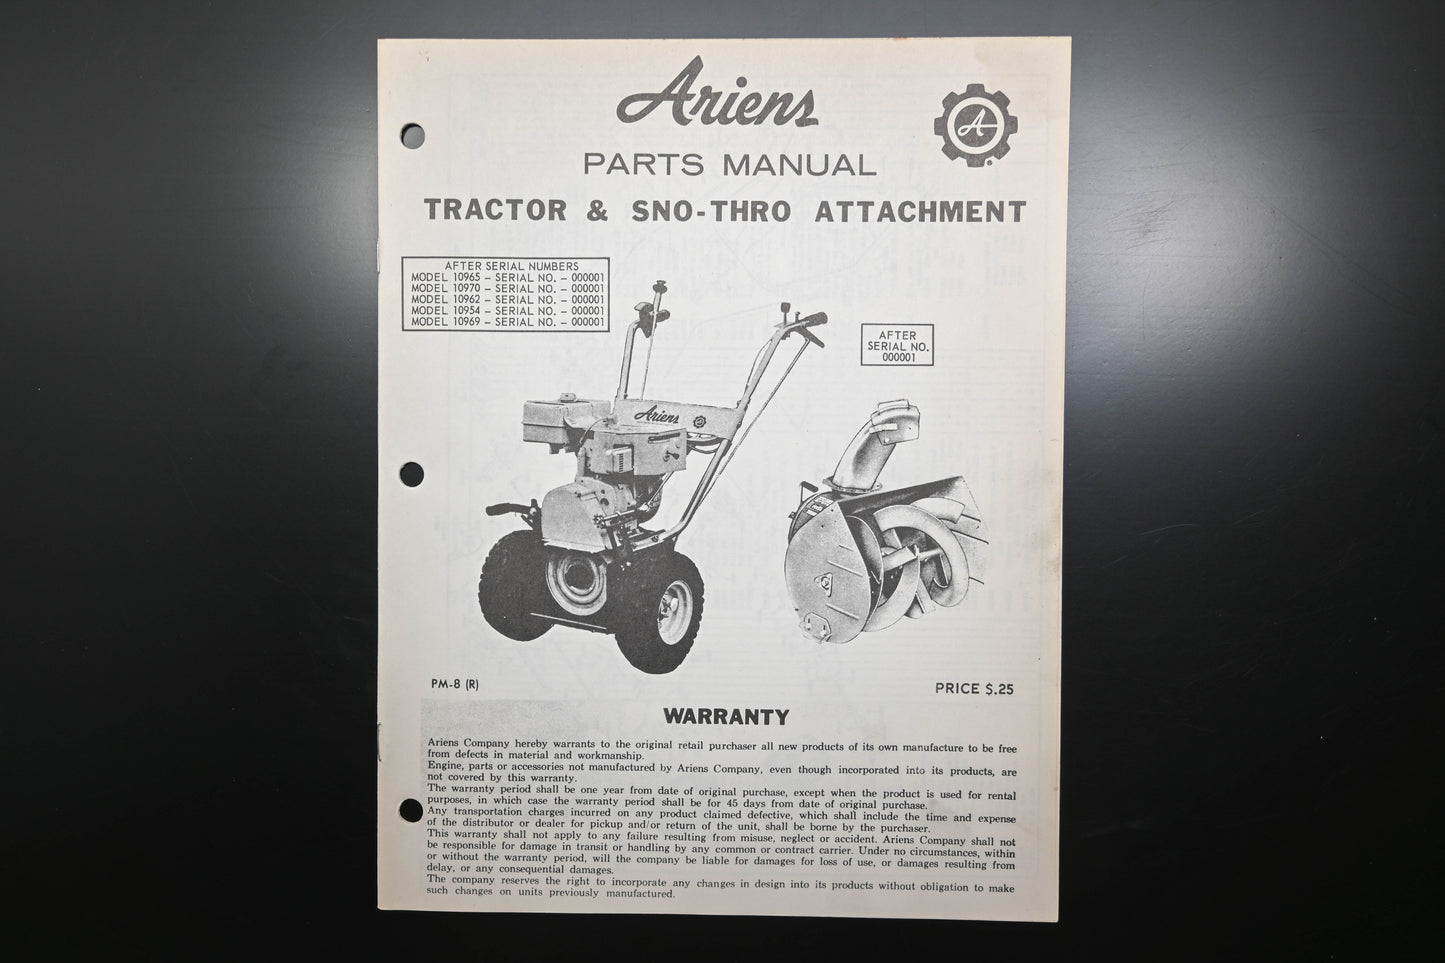 Ariens
A
PARTS MANUAL
TRACTOR & SNO-THRO ATTACHMENT
AFTER SERIAL NUMBERS
MODEL 10965 - SERIAL NO. - 000001
MODEL 10970 - SERIAL NO. - 000001
MODEL 10962 - SERIAL NO. - 000001
MODEL 10954 - SERIAL NO. - 000001
MODEL 10969 - SERIAL NO. - 000001
AFTER
SERIAL NO.
000001
Ariens
PM-8 (R)
PRICE $.25
WARRANTY
Ariens Company hereby warrants to the original retail purchaser all new products of its own manufacture to be free
from defects in material and workmanship.
Engine, parts or accessories not manufactured by Ariens Company, even though incorporated into its products, are
not covered by this warranty.
The warranty period shall be one year from date of original purchase, except when the product is used for rental
purposes, in which case the warranty period shall be for 45 days from date of original purchase.
Any transportation charges incurred on any product claimed defective, which shall include the time and expense
of the distributor or dealer for pickup and/or return of the unit, shall be borne by the purchaser.
This warranty shall not apply to any failure resulting from misuse, neglect or accident. Ariens Company shall not
be responsible for damage in transit or handling by any common or contract carrier. Under no circumstances, within
or without the warranty period, will the company be liable for damages for loss of use, or damages resulting from
delay, or any consequential damages.
The company reserves the right to incorporate any changes in design into its products without obligation to make
such changes on units previously manufactured.